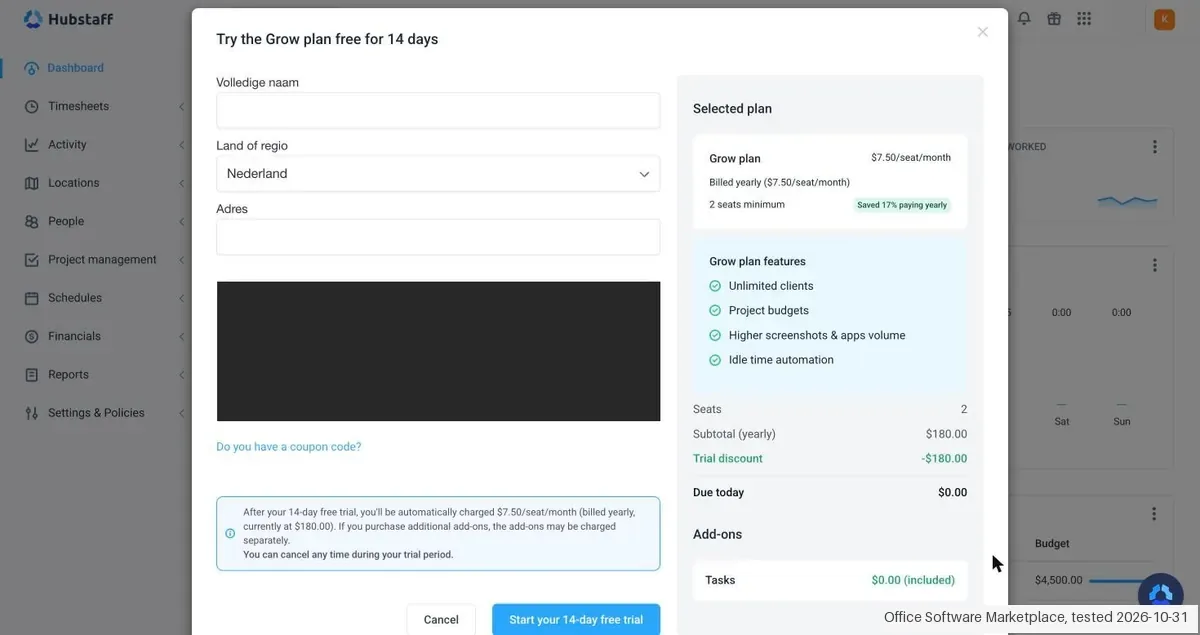 Hubstaff
K
Dashboard
Timesheets
Activity
Locations
People
Project management
Schedules
Financials
Reports
Settings & Policies
Try the Grow plan free for 14 days
Volledige naam
Land of regio
Nederland
Adres
Do you have a coupon code?
After your 14-day free trial, you'll be automatically charged $7.50/seat/month (billed yearly,
currently at $180.00). If you purchase additional add-ons, the add-ons may be charged
separately.
You can cancel any time during your trial period.
Cancel
Start your 14-day free trial
Selected plan
Grow plan $7.50/seat/month
Billed yearly ($7.50/seat/month)
2 seats minimum Saved 17% paying yearly
Grow plan features
Unlimited clients
Project budgets
Higher screenshots & apps volume
Idle time automation
Seats 2
Subtotal (yearly) $180.00
Trial discount -$180.00
Due today $0.00
Add-ons
Tasks $0.00 (included)
WORKED
0:00 0:00
Sat Sun
Budget
$4,500.00
Office Software Marketplace, tested 2026-10-31